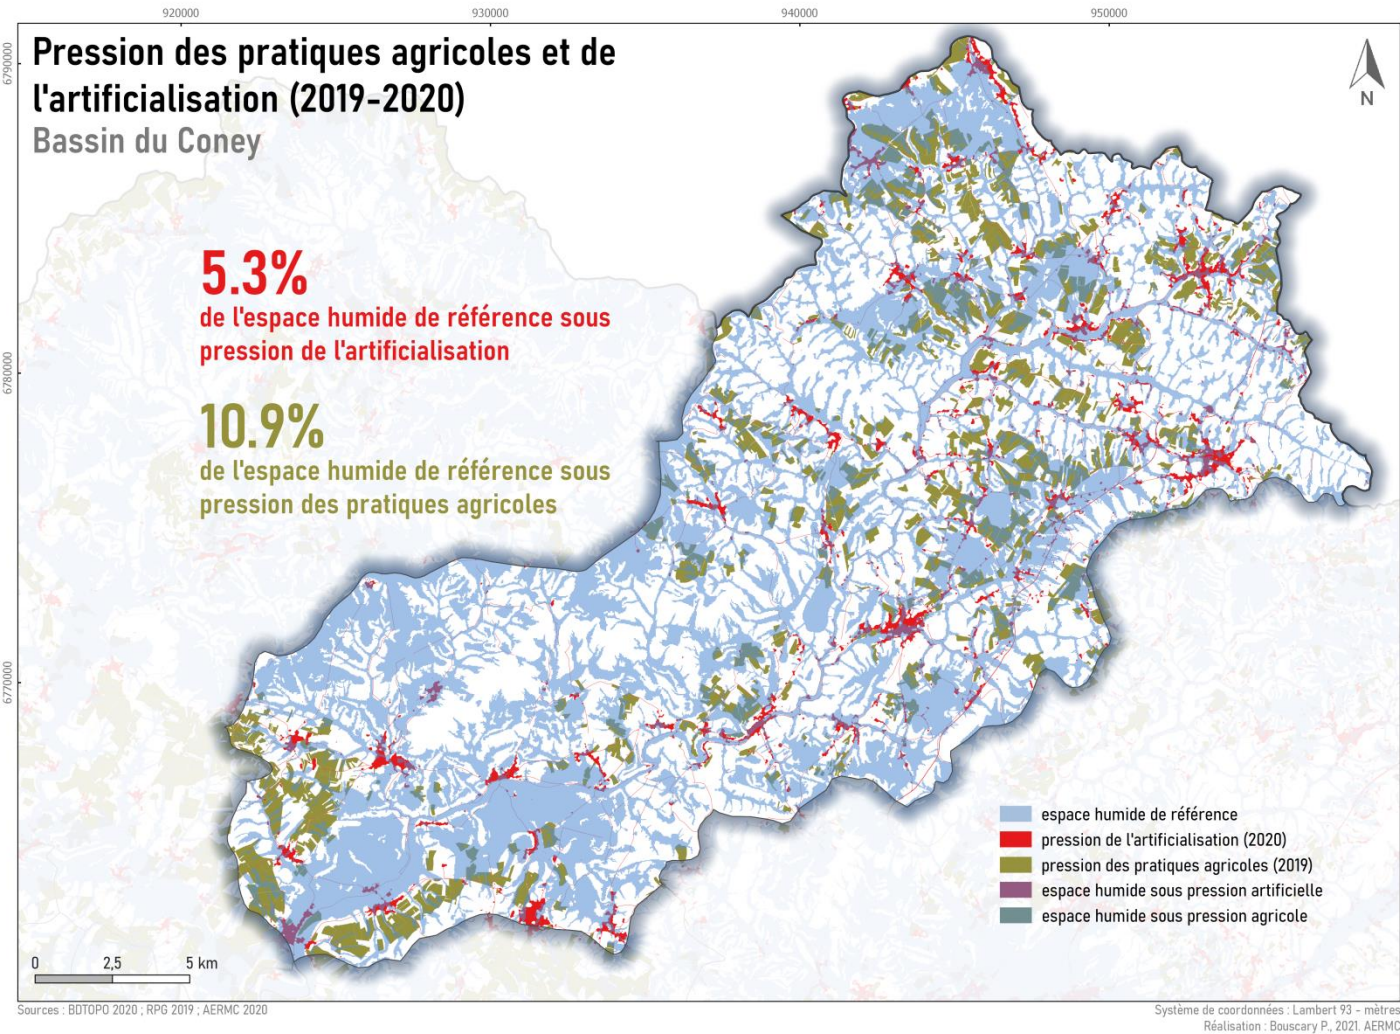 920000
930000
940000
950000
6790000
6780000
6770000
Pression des pratiques agricoles et de
l'artificialisation (2019-2020)
Bassin du Coney
N
5.3%
de l'espace humide de référence sous
pression de l'artificialisation
10.9%
de l'espace humide de référence sous
pression des pratiques agricoles
espace humide de référence
pression de l'artificialisation (2020)
pression des pratiques agricoles (2019)
espace humide sous pression artificielle
espace humide sous pression agricole
0 2,5 5 km
Sources : BDTOPO 2020 ; RPG 2019 ; AERMC 2020
Système de coordonnées : Lambert 93 - mètres
Réalisation : Bouscary P., 2021. AERMC